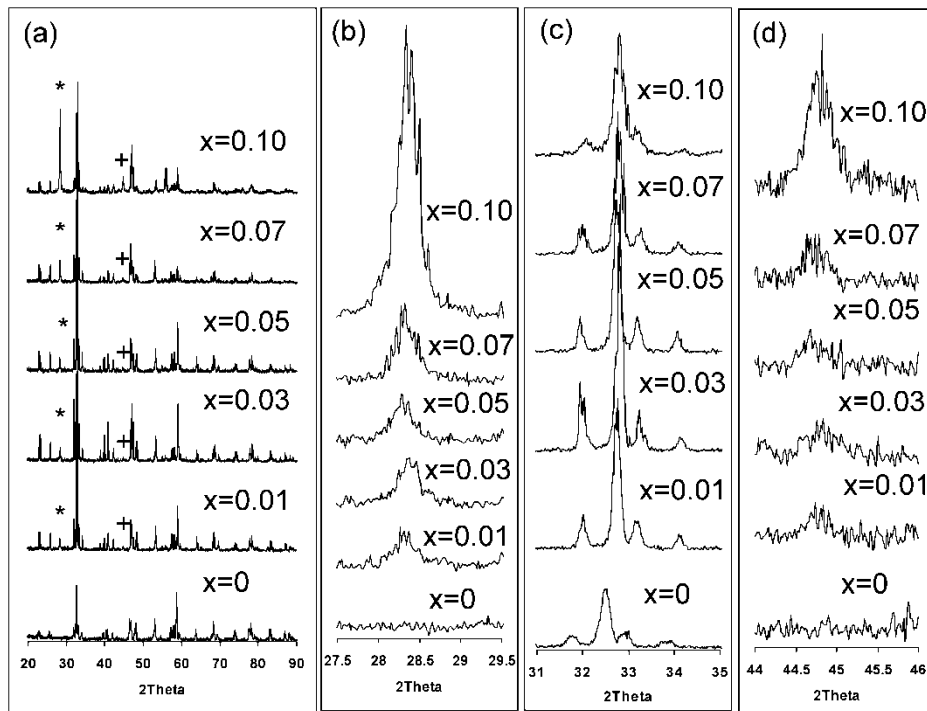 (a)
*
x=0.10
+
*
x=0.07
+
*
x=0.05
+
*
x=0.03
+
*
x=0.01
+
x=0
20 30 40 50 60 70 80 90
2Theta
(b)
x=0.10
x=0.07
x=0.05
x=0.03
x=0.01
x=0
27.5 28 28.5 29 29.5
2Theta
(c)
x=0.10
x=0.07
x=0.05
x=0.03
x=0.01
x=0
31 32 33 34 35
2Theta
(d)
x=0.10
x=0.07
x=0.05
x=0.03
x=0.01
x=0
44 44.5 45 45.5 46
2Theta